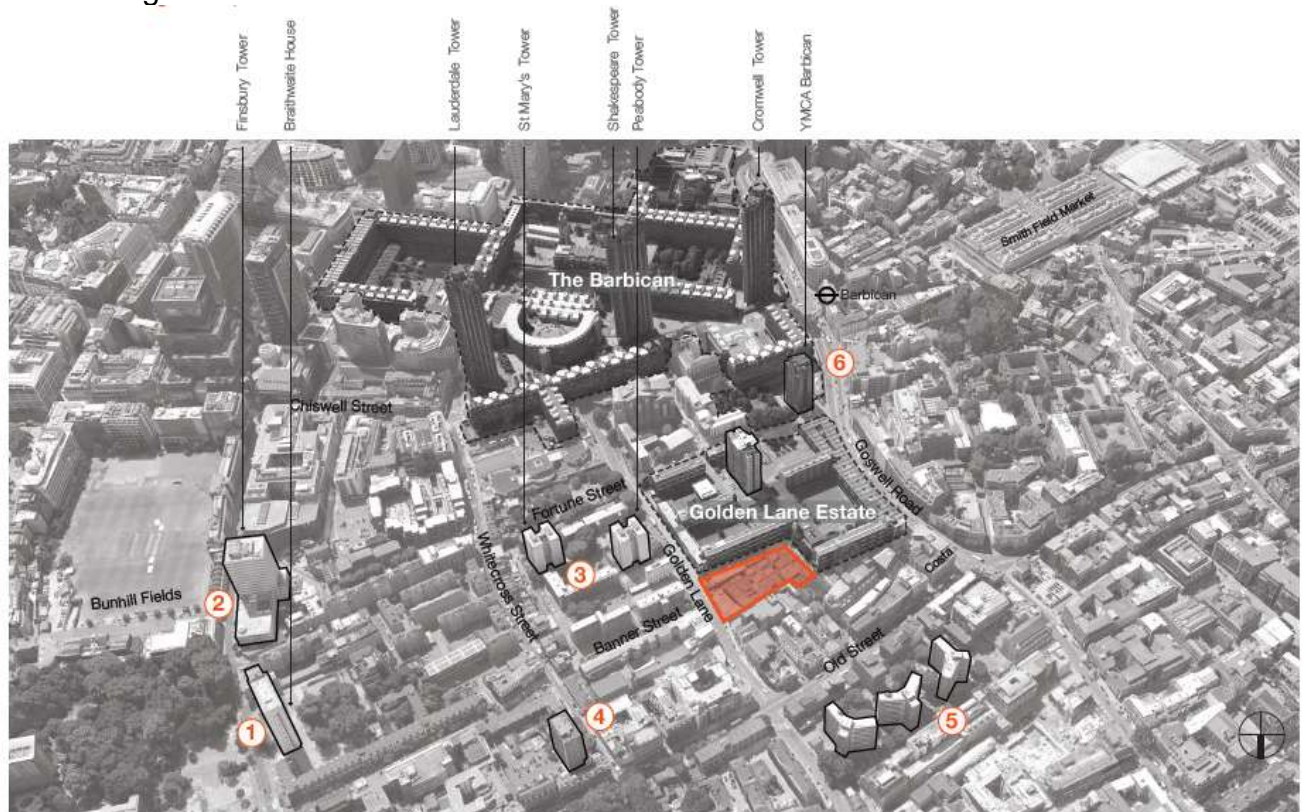 Finsbury Tower
Braithwaite House
Lauderdale Tower
St Mary's Tower
Shakespeare Tower
Peabody Tower
Cromwell Tower
YMCA Barbican
Smith Field Market
The Barbican
Barbican
6
Chiswell Street
Goswell Road
Fortune Street
Golden Lane Estate
Whitecross Street
3
Golden Lane
Costa
Bunhill Fields
2
Banner Street
Old Street
1
4
5